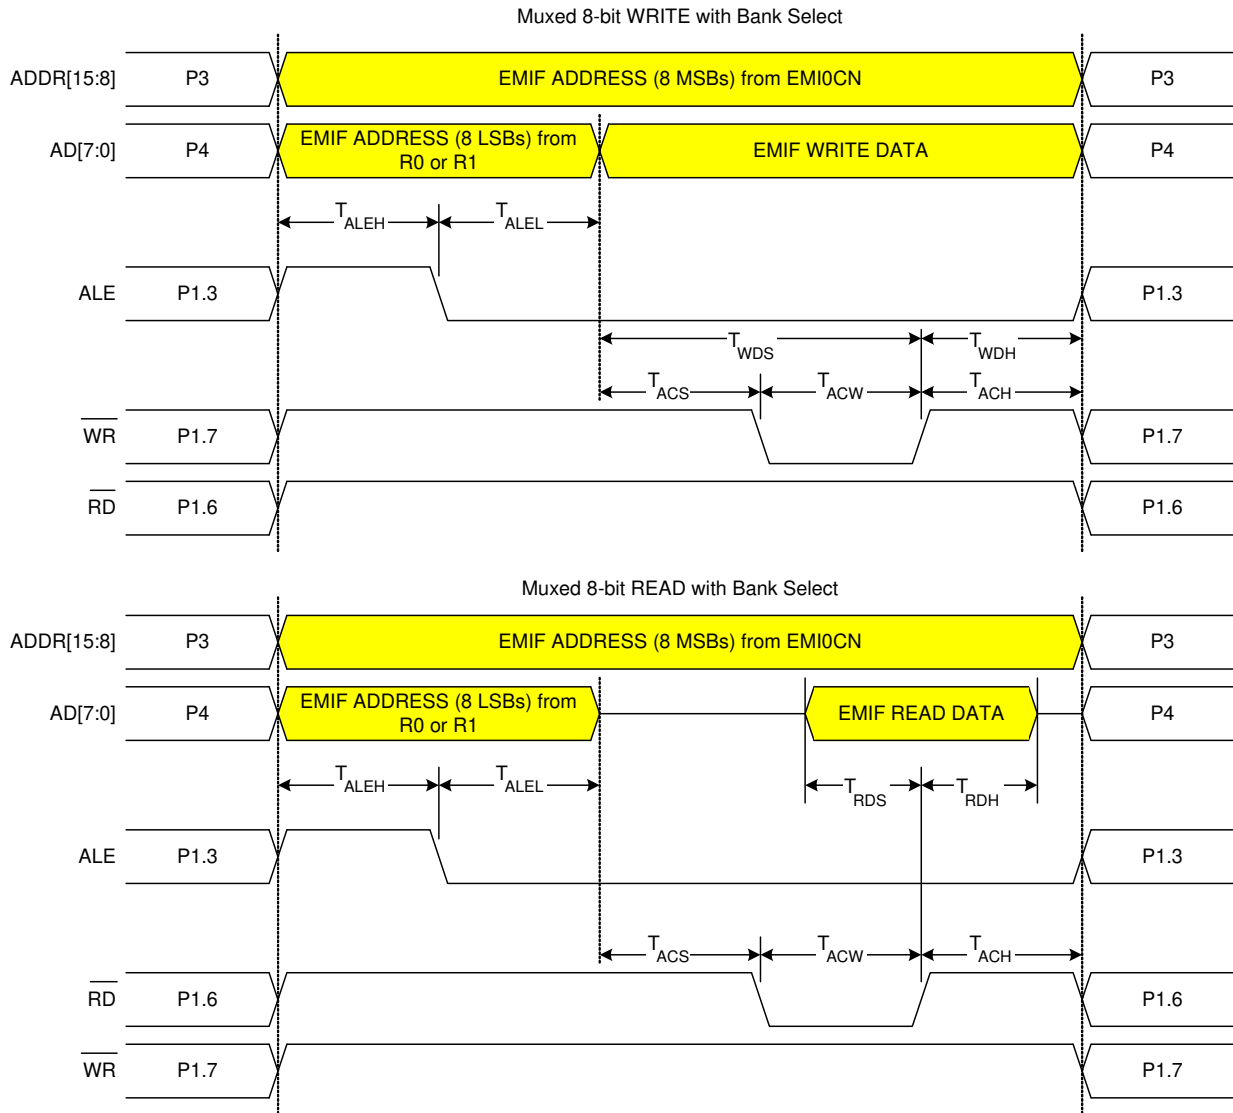 Muxed 8-bit WRITE with Bank Select
ADDR[15:8] P3 EMIF ADDRESS (8 MSBs) from EMI0CN P3
AD[7:0] P4 EMIF ADDRESS (8 LSBs) from
R0 or R1 EMIF WRITE DATA P4
TALEH TALEL
ALE P1.3 P1.3
TWDS TWDH
TACS TACW TACH
WR P1.7 P1.7
RD P1.6 P1.6
Muxed 8-bit READ with Bank Select
ADDR[15:8] P3 EMIF ADDRESS (8 MSBs) from EMI0CN P3
AD[7:0] P4 EMIF ADDRESS (8 LSBs) from
R0 or R1 EMIF READ DATA P4
TALEH TALEL TRDS TRDH
ALE P1.3 P1.3
TACS TACW TACH
RD P1.6 P1.6
WR P1.7 P1.7